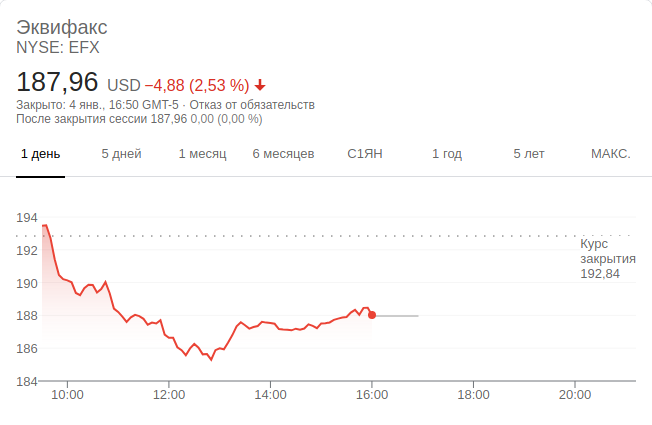 Эквифакс
NYSE: EFX
187,96 USD −4,88 (2,53 %)
Закрыто: 4 янв., 16:50 GMT-5 · Отказ от обязательств
После закрытия сессии 187,96 0,00 (0,00 %)
1 день 5 дней 1 месяц 6 месяцев С1ЯН 1 год 5 лет МАКС.
194
Курс
192
закрытия
192,84
190
188
186
184
10:00 12:00 14:00 16:00 18:00 20:00